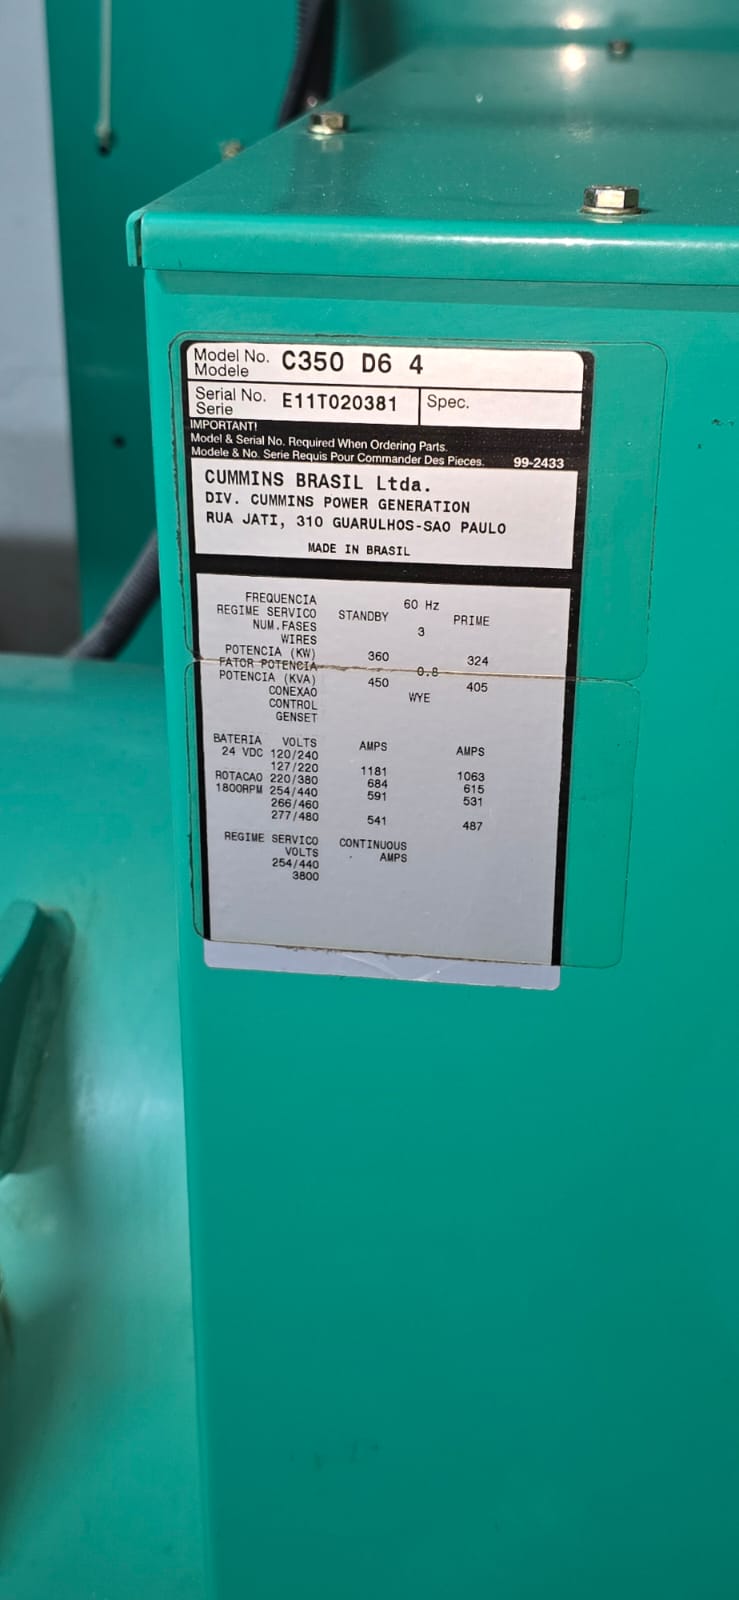 Model No. C350 D6 4
Modele
Serial No. E11T020381 Spec.
Serie
IMPORTANT!
Model & Serial No. Required When Ordering Parts.
Modele & No. Serie Requis Pour Commander Des Pieces. 99-2433
CUMMINS BRASIL Ltda.
DIV. CUMMINS POWER GENERATION
RUA JATI, 310 GUARULHOS-SAO PAULO
MADE IN BRASIL
FREQUENCIA 60 Hz
REGIME SERVICO STANDBY PRIME
NUM.FASES 3
WIRES
POTENCIA (KW) 360 324
FATOR POTENCIA 0.8
POTENCIA (KVA) 450 405
CONEXAO WYE
CONTROL
GENSET
BATERIA VOLTS AMPS AMPS
24 VDC 120/240
127/220 1181 1063
ROTACAO 220/380 684 615
1800RPM 254/440 591 531
266/460
277/480 541 487
REGIME SERVICO CONTINUOUS
VOLTS AMPS
254/440
3800